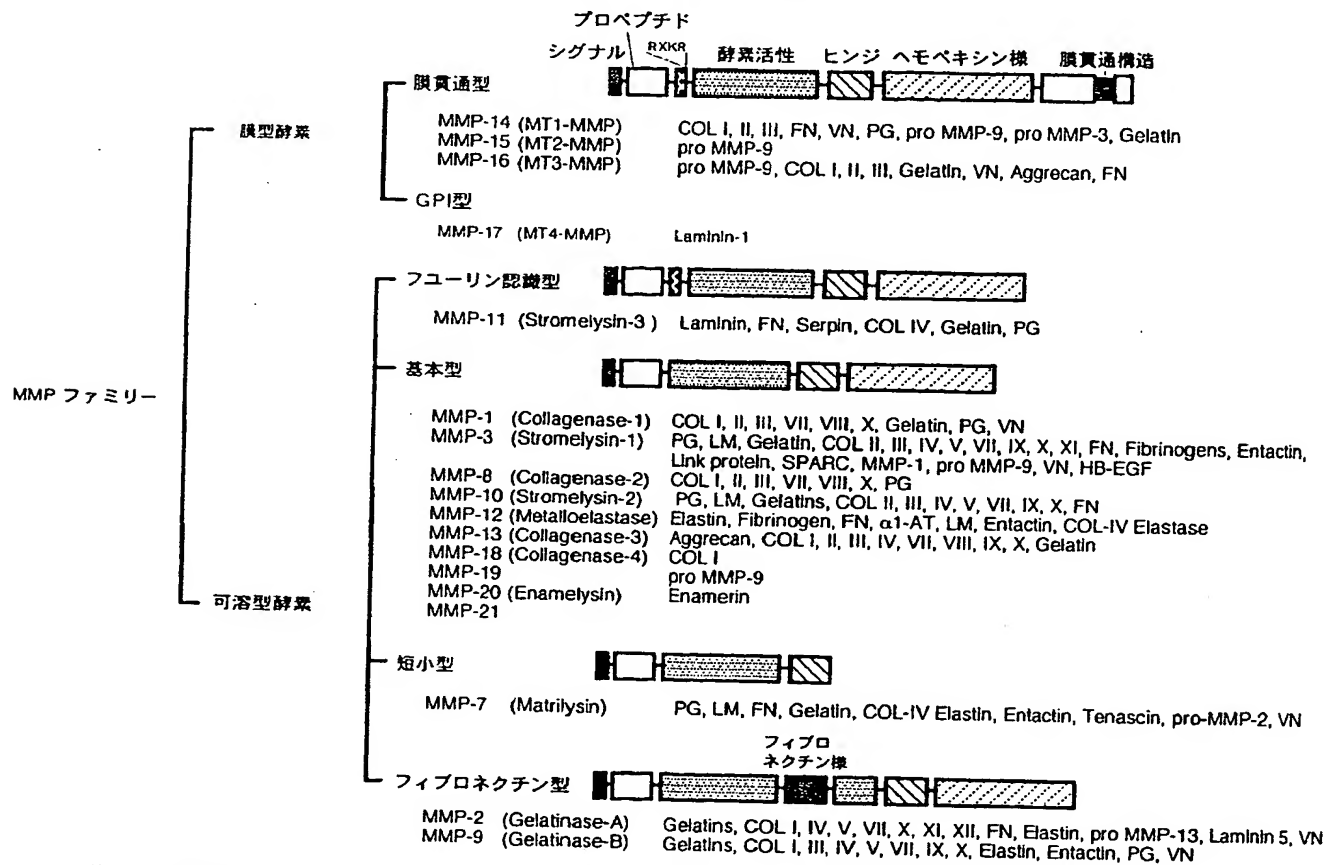 プロペプチド
シグナル RXKR 酵素活性 ヒンジ ヘモペキシン様 膜貫通構造
膜貫通型
MMP-14 (MT1-MMP) COL I, II, III, FN, VN, PG, pro MMP-9, pro MMP-3, Gelatin
膜型酵素
MMP-15 (MT2-MMP) pro MMP-9
MMP-16 (MT3-MMP) pro MMP-9, COL I, II, III, Gelatin, VN, Aggrecan, FN
GPI型
MMP-17 (MT4-MMP) Laminin-1
フューリン認識型
MMP-11 (Stromelysin-3 ) Laminin, FN, Serpin, COL IV, Gelatin, PG
基本型
MMP ファミリー
MMP-1 (Collagenase-1) COL I, II, III, VII, VIII, X, Gelatin, PG, VN
MMP-3 (Stromelysin-1) PG, LM, Gelatin, COL II, III, IV, V, VII, IX, X, XI, FN, Fibrinogens, Entactin,
Link protein, SPARC, MMP-1, pro MMP-9, VN, HB-EGF
MMP-8 (Collagenase-2) COL I, II, III, VII, VIII, X, PG
MMP-10 (Stromelysin-2) PG, LM, Gelatins, COL II, III, IV, V, VII, IX, X, FN
MMP-12 (Metalloelastase) Elastin, Fibrinogen, FN, α1-AT, LM, Entactin, COL-IV Elastase
MMP-13 (Collagenase-3) Aggrecan, COL I, II, III, IV, VII, VIII, IX, X, Gelatin
MMP-18 (Collagenase-4) COL I
MMP-19 pro MMP-9
MMP-20 (Enamelysin) Enamerin
可溶型酵素
MMP-21
短小型
MMP-7 (Matrilysin) PG, LM, FN, Gelatin, COL-IV Elastin, Entactin, Tenascin, pro-MMP-2, VN
フィブロ
ネクチン様
フィブロネクチン型
MMP-2 (Gelatinase-A) Gelatins, COL I, IV, V, VII, X, XI, XII, FN, Elastin, pro MMP-13, Laminin 5, VN
MMP-9 (Gelatinase-B) Gelatins, COL I, III, IV, V, VII, IX, X, Elastin, Entactin, PG, VN